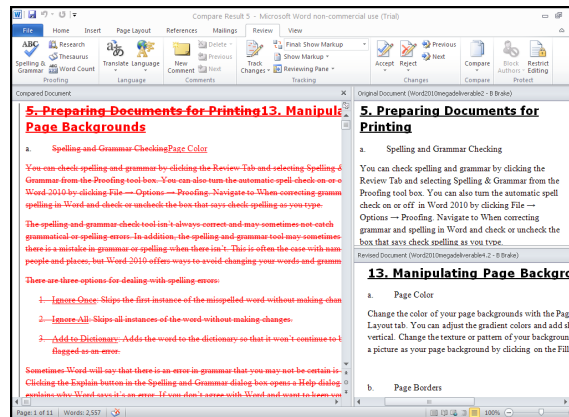 Compare Result 5 - Microsoft Word non-commercial use (Trial)
File Home Insert Page Layout References Mailings Review View
ABC Spelling & Grammar Research Thesaurus Word Count
Translate Language
New Comment Delete Previous Next
Track Changes Final: Show Markup Show Markup Reviewing Pane
Accept Reject Previous Next
Compare
Block Authors Restrict Editing
Proofing Language Comments Tracking Changes Compare Protect
Compared Document
5. Preparing Documents for Printing13. Manipula
Page Backgrounds
a. Spelling and Grammar CheckingPage Color
You can check spelling and grammar by clicking the Review Tab and selecting Spelling &
Grammar from the Proofing tool box. You can also turn the automatic spell check on or o
Word 2010 by clicking File → Options → Proofing. Navigate to When correcting gramm
spelling in Word and check or uncheck the box that says check spelling as you type.
The spelling and grammar check tool isn't always correct and may sometimes not catch
grammatical or spelling errors. In addition, the spelling and grammar tool may sometimes
there is a mistake in grammar or spelling when there isn't. This is often the case with nam
people and places, but Word 2010 offers ways to avoid changing your words and gramm
There are three options for dealing with spelling errors:
1. Ignore Once: Skips the first instance of the misspelled word without making chan
2. Ignore All: Skips all instances of the word without making changes.
3. Add to Dictionary: Adds the word to the dictionary so that it won't continue to b
flagged as an error.
Sometimes Word will say that there is an error in grammar that you may not be certain is
Clicking the Explain button in the Spelling and Grammar dialog box opens a Help dialog
explains why Word says it's an error. If you don't agree with Word and want to keep you
Original Document (Word2010megadeliverable2 - B Brake)
5. Preparing Documents for
Printing
a. Spelling and Grammar Checking
You can check spelling and grammar by clicking the
Review Tab and selecting Spelling & Grammar from the
Proofing tool box. You can also turn the automatic spell
check on or off in Word 2010 by clicking File →
Options → Proofing. Navigate to When correcting
grammar and spelling in Word and check or uncheck the
box that says check spelling as you type.
Revised Document (Word2010megadeliverable4.2 - B Brake)
13. Manipulating Page Backgro
a. Page Color
Change the color of your page backgrounds with the Pag
Layout tab. You can adjust the gradient colors and add sh
vertical. Change the texture or pattern of your background
a picture as your page background by clicking on the Fill
b. Page Borders
Page: 1 of 11 Words: 2,557 100%